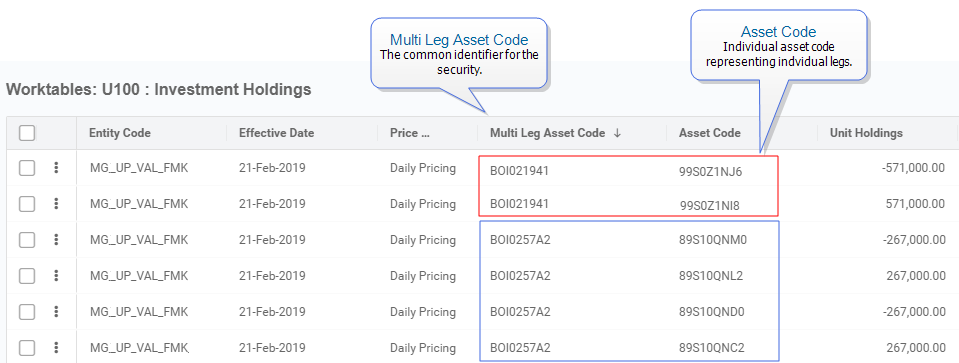 Multi Leg Asset Code
The common identifier for the
security.
Asset Code
Individual asset code
representing indvidual legs.
Worktables: U100 : Investment Holdings
Entity Code Effective Date Price ... Multi Leg Asset Code ↓ Asset Code Unit Holdings
MG_UP_VAL_FMK 21-Feb-2019 Daily Pricing BOI021941 99S0Z1NJ6 -571,000.00
MG_UP_VAL_FMK 21-Feb-2019 Daily Pricing BOI021941 99S0Z1NI8 571,000.00
MG_UP_VAL_FMK 21-Feb-2019 Daily Pricing BOI0257A2 89S10QNM0 -267,000.00
MG_UP_VAL_FMK 21-Feb-2019 Daily Pricing BOI0257A2 89S10QNL2 267,000.00
MG_UP_VAL_FMK 21-Feb-2019 Daily Pricing BOI0257A2 89S10QND0 -267,000.00
MG_UP_VAL_FMK 21-Feb-2019 Daily Pricing BOI0257A2 89S10QNC2 267,000.00